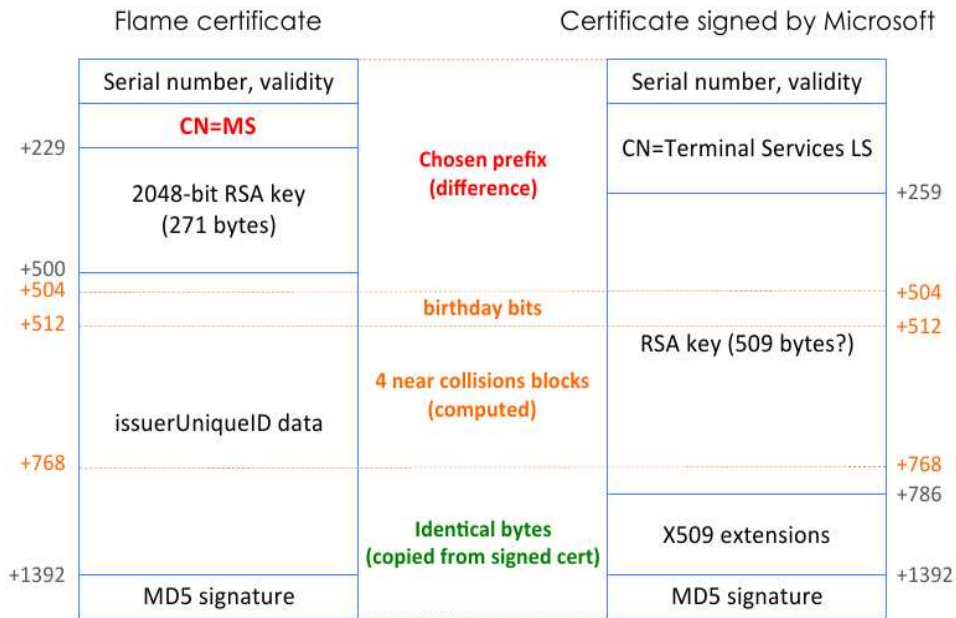 Flame certificate
Certificate signed by Microsoft
Serial number, validity
Serial number, validity
CN=MS
+229
CN=Terminal Services LS
Chosen prefix
(difference)
2048-bit RSA key
(271 bytes)
+259
+500
+504
+504
birthday bits
+512
+512
RSA key (509 bytes?)
4 near collisions blocks
(computed)
issuerUniqueID data
+768
+768
+786
Identical bytes
(copied from signed cert)
X509 extensions
+1392
+1392
MD5 signature
MD5 signature